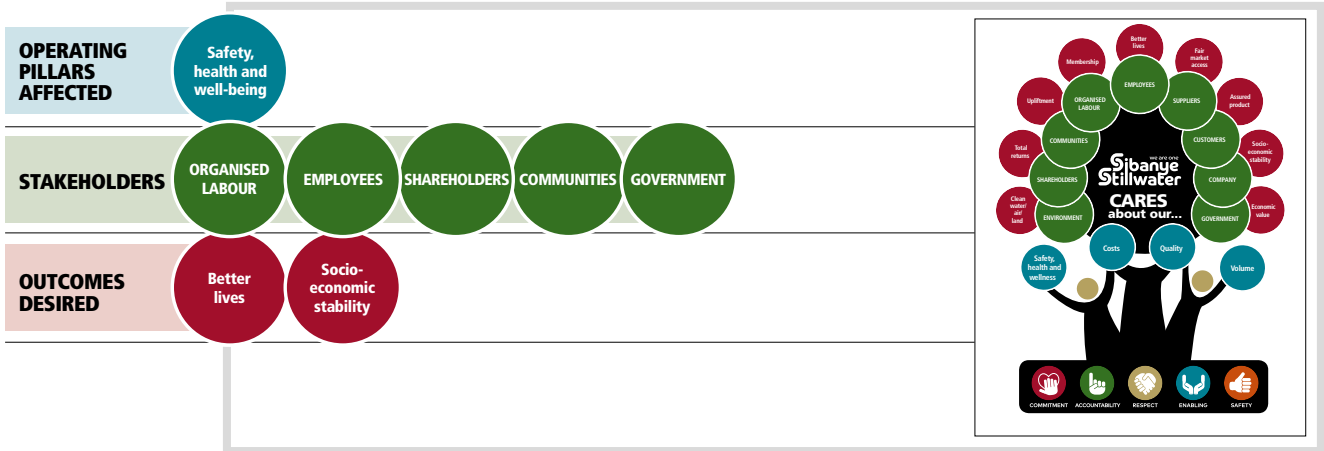 OPERATING
PILLARS
AFFECTED
Safety,
health and
well-being
STAKEHOLDERS
ORGANISED
LABOUR
EMPLOYEES
SHAREHOLDERS
COMMUNITIES
GOVERNMENT
OUTCOMES
DESIRED
Better
lives
Socio-
economic
stability
Better
lives
Membership
Fair
market
access
Upliftment
Assured
product
Total
returns
Socio-
economic
stability
Clean
water/
air/
land
Economic
value
EMPLOYEES
ORGANISED
LABOUR
SUPPLIERS
COMMUNITIES
CUSTOMERS
SHAREHOLDERS
COMPANY
ENVIRONMENT
GOVERNMENT
we are one
Sibanye
Stillwater
CARES
about our...
Costs
Quality
Safety,
health and
wellness
Volume
COMMITMENT
ACCOUNTABILITY
RESPECT
ENABLING
SAFETY